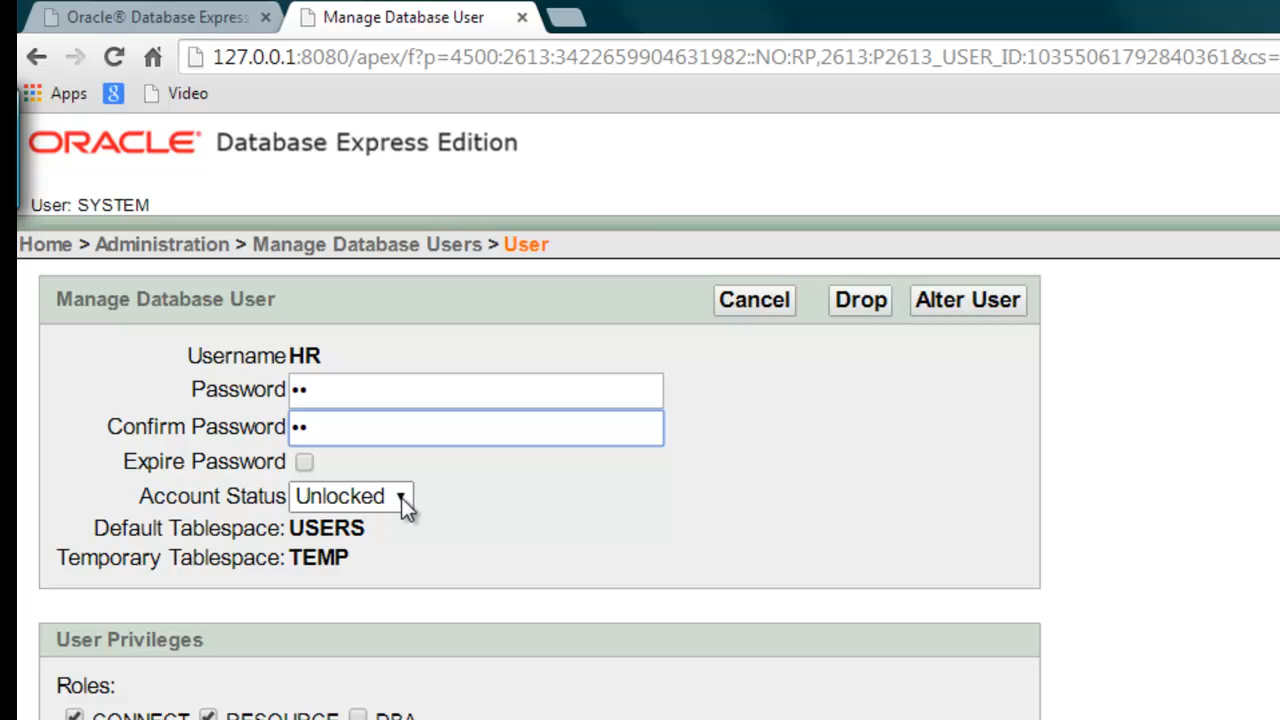 Oracle® Database Express
Manage Database User
127.0.0.1:8080/apex/f?p=4500:2613:3422659904631982::NO:RP,2613:P2613_USER_ID:10355061792840361&cs=
Apps
Video
ORACLE® Database Express Edition
User: SYSTEM
Home > Administration > Manage Database Users > User
Manage Database User Cancel Drop Alter User
Username HR
Password ••
Confirm Password ••
Expire Password
Account Status Unlocked
Default Tablespace: USERS
Temporary Tablespace: TEMP
User Privileges
Roles:
CONNECT RESOURCE DBA